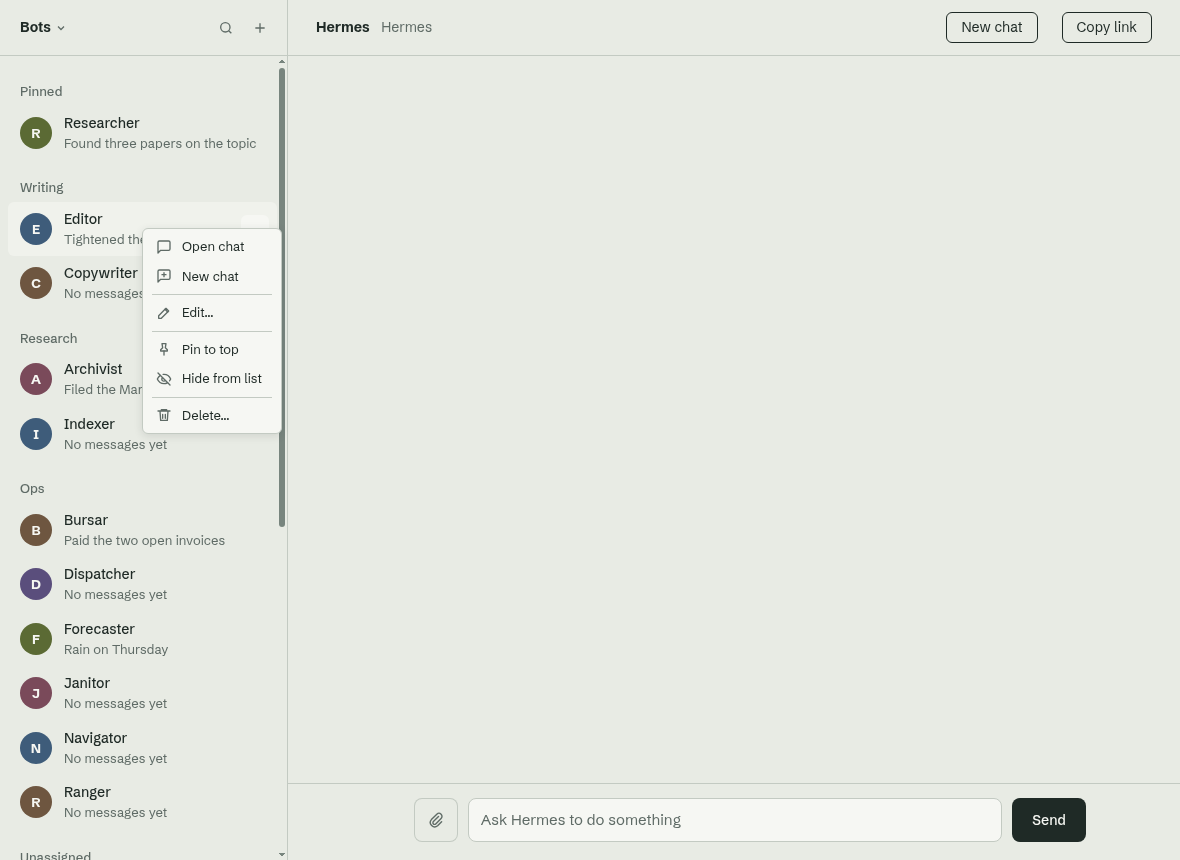 Bots
Hermes Hermes
New chat
Copy link
Pinned
R
Researcher
Found three papers on the topic
Writing
E
Editor
Tightened the
C
Copywriter
No messages
Open chat
New chat
Edit...
Pin to top
Hide from list
Delete...
Research
A
Archivist
Filed the Mar
I
Indexer
No messages yet
Ops
B
Bursar
Paid the two open invoices
D
Dispatcher
No messages yet
F
Forecaster
Rain on Thursday
J
Janitor
No messages yet
N
Navigator
No messages yet
R
Ranger
No messages yet
Unassigned
Ask Hermes to do something
Send